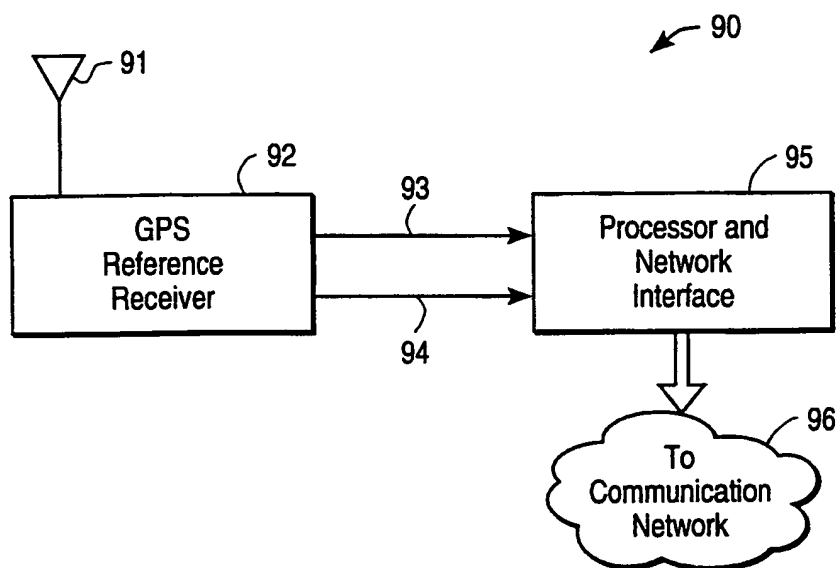 90
91
92
GPS
Reference
Receiver
93
94
95
Processor and
Network
Interface
96
To
Communication
Network